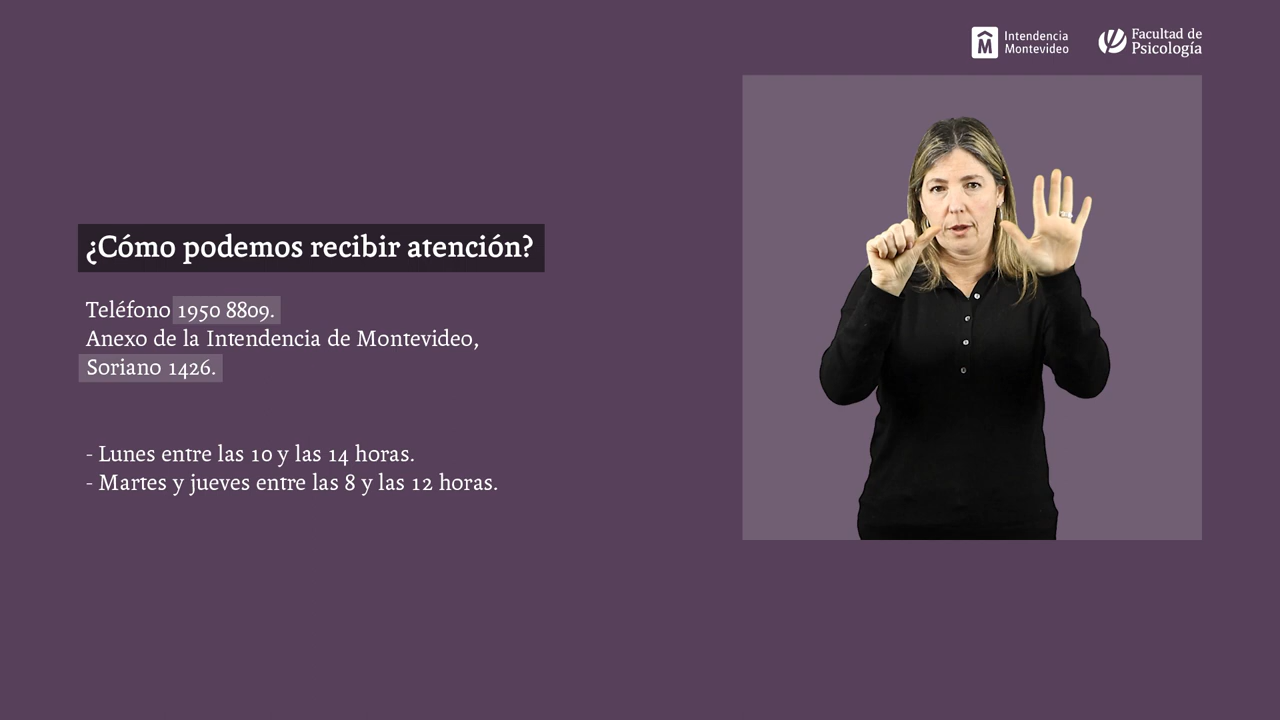 Intendencia
Montevideo
Facultad de
Psicología
¿Cómo podemos recibir atención?
Teléfono 1950 8809.
Anexo de la Intendencia de Montevideo,
Soriano 1426.
- Lunes entre las 10 y las 14 horas.
- Martes y jueves entre las 8 y las 12 horas.